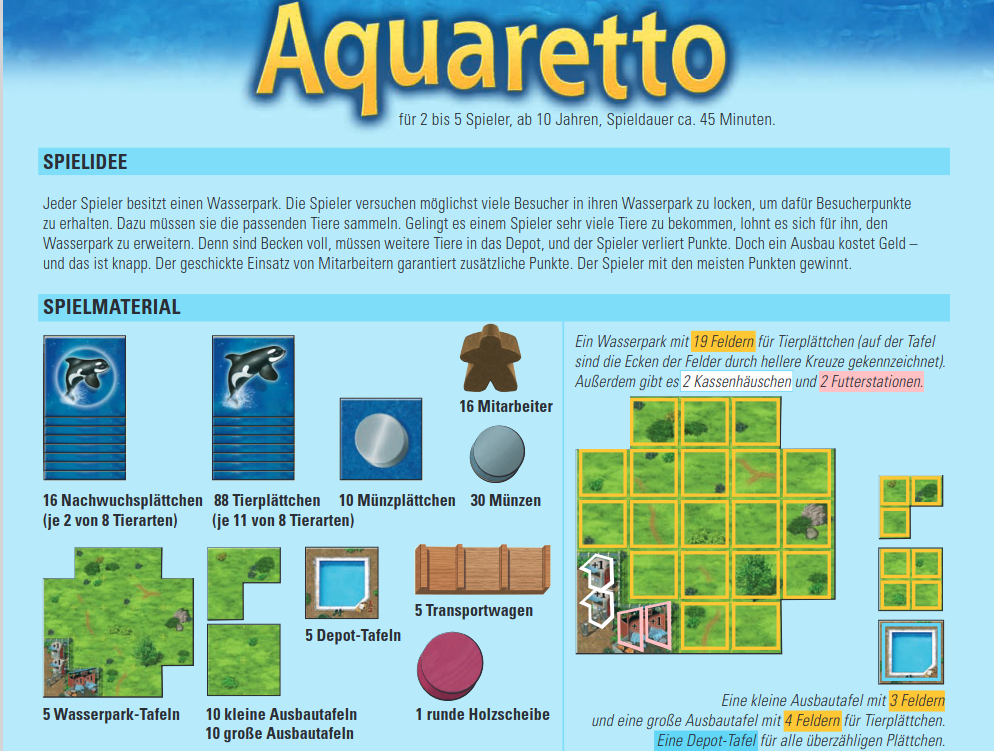 Aquaretto
für 2 bis 5 Spieler, ab 10 Jahren, Spieldauer ca. 45 Minuten.
SPIELIDEE
Jeder Spieler besitzt einen Wasserpark. Die Spieler versuchen möglichst viele Besucher in ihren Wasserpark zu locken, um dafür Besucherpunkte
zu erhalten. Dazu müssen sie die passenden Tiere sammeln. Gelingt es einem Spieler sehr viele Tiere zu bekommen, lohnt es sich für ihn, den
Wasserpark zu erweitern. Denn sind Becken voll, müssen weitere Tiere in das Depot, und der Spieler verliert Punkte. Doch ein Ausbau kostet Geld –
und das ist knapp. Der geschickte Einsatz von Mitarbeitern garantiert zusätzliche Punkte. Der Spieler mit den meisten Punkten gewinnt.
SPIELMATERIAL
16 Mitarbeiter
16 Nachwuchsplättchen
(je 2 von 8 Tierarten)
88 Tierplättchen
(je 11 von 8 Tierarten)
10 Münzplättchen
30 Münzen
5 Wasserpark-Tafeln
10 kleine Ausbautafeln
10 große Ausbautafeln
5 Depot-Tafeln
5 Transportwagen
1 runde Holzscheibe
Ein Wasserpark mit 19 Feldern für Tierplättchen (auf der Tafel
sind die Ecken der Felder durch hellere Kreuze gekennzeichnet).
Außerdem gibt es 2 Kassenhäuschen und 2 Futterstationen.
Eine kleine Ausbautafel mit 3 Feldern
und eine große Ausbautafel mit 4 Feldern für Tierplättchen.
Eine Depot-Tafel für alle überzähligen Plättchen.